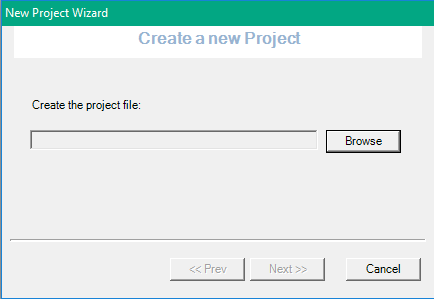 New Project Wizard
Create a new Project
Create the project file:
Browse
<< Prev
Next >>
Cancel